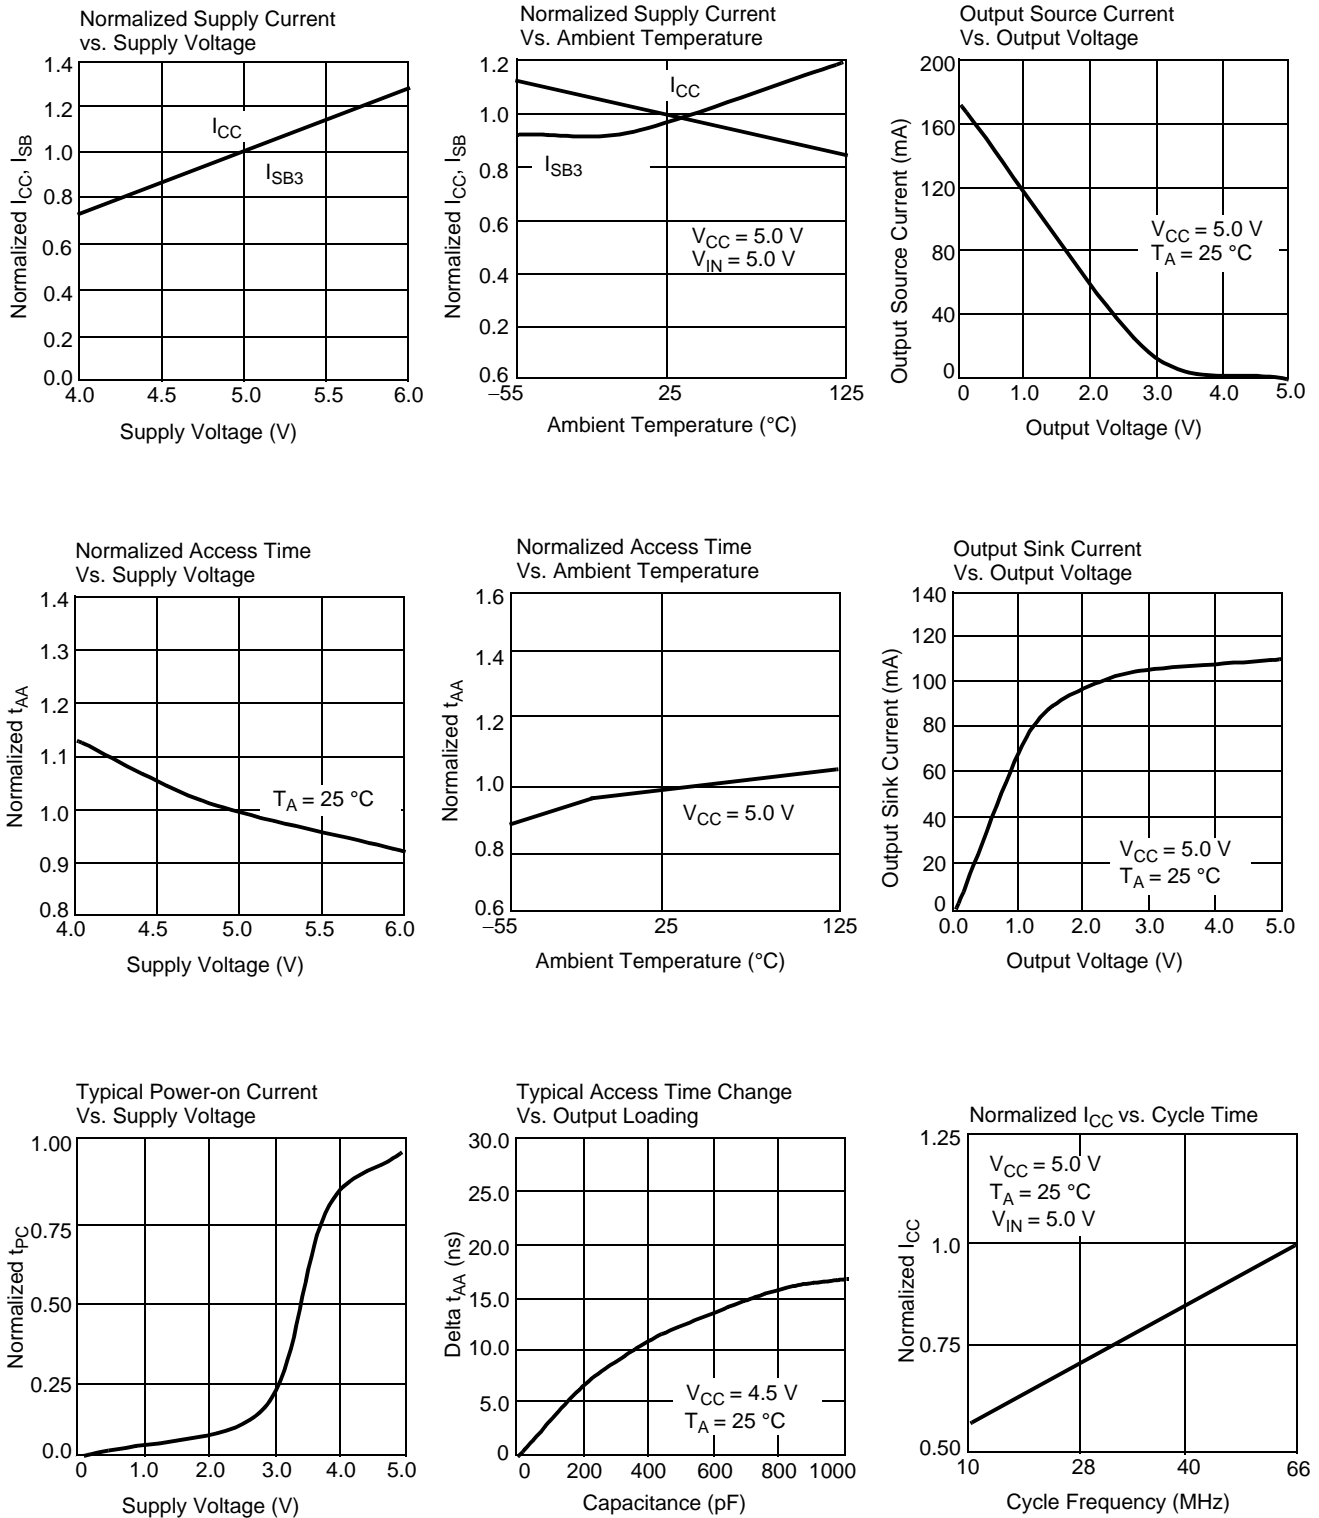 Normalized Supply Current
vs. Supply Voltage
1.4
1.2
1.0
0.8
0.6
0.4
0.2
0.0
Normalized ICC, ISB
ICC
ISB3
4.0 4.5 5.0 5.5 6.0
Supply Voltage (V)
Normalized Supply Current
Vs. Ambient Temperature
1.2
1.0
0.8
0.6
0.4
0.2
0.6
Normalized ICC, ISB
ICC
ISB3
VCC = 5.0 V
VIN = 5.0 V
−55 25 125
Ambient Temperature (°C)
Output Source Current
Vs. Output Voltage
200
160
120
80
40
0
Output Source Current (mA)
VCC = 5.0 V
TA = 25 °C
0 1.0 2.0 3.0 4.0 5.0
Output Voltage (V)
Normalized Access Time
Vs. Supply Voltage
1.4
1.3
1.2
1.1
1.0
0.9
0.8
Normalized tAA
TA = 25 °C
4.0 4.5 5.0 5.5 6.0
Supply Voltage (V)
Normalized Access Time
Vs. Ambient Temperature
1.6
1.4
1.2
1.0
0.8
0.6
Normalized tAA
VCC = 5.0 V
−55 25 125
Ambient Temperature (°C)
Output Sink Current
Vs. Output Voltage
140
120
100
80
60
40
20
0
Output Sink Current (mA)
VCC = 5.0 V
TA = 25 °C
0.0 1.0 2.0 3.0 4.0 5.0
Output Voltage (V)
Typical Power-on Current
Vs. Supply Voltage
1.00
0.75
0.50
0.25
0.0
Normalized tPC
0 1.0 2.0 3.0 4.0 5.0
Supply Voltage (V)
Typical Access Time Change
Vs. Output Loading
30.0
25.0
20.0
15.0
10.0
5.0
0
Delta tAA (ns)
VCC = 4.5 V
TA = 25 °C
0 200 400 600 800 1000
Capacitance (pF)
Normalized ICC vs. Cycle Time
1.25
1.0
0.75
0.50
Normalized ICC
VCC = 5.0 V
TA = 25 °C
VIN = 5.0 V
10 28 40 66
Cycle Frequency (MHz)